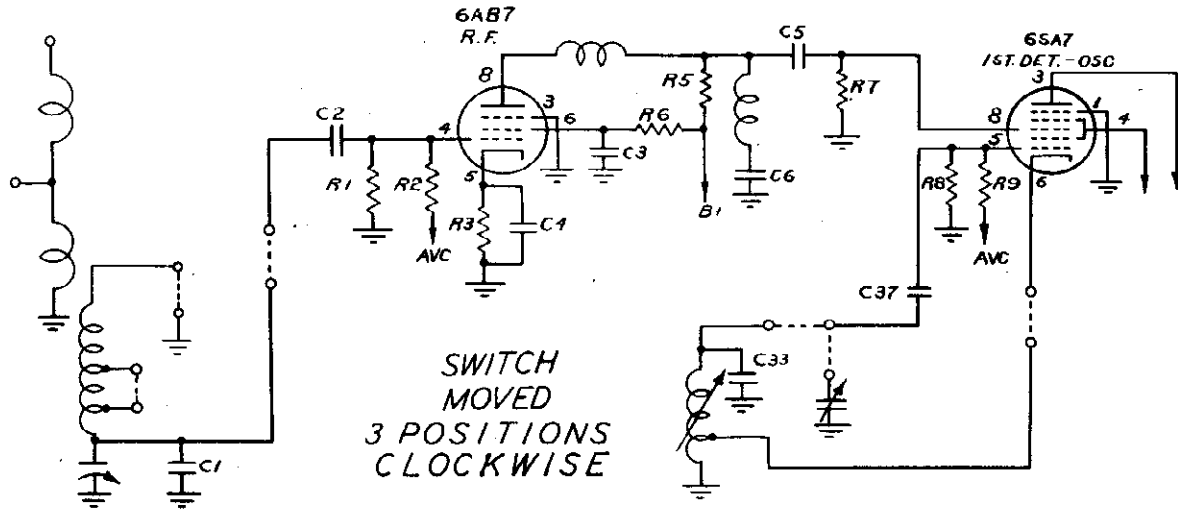 6AB7
R.F.
8
3
6
4
5
C2
R1
R2
AVC
R3
C4
C3
R6
R5
B1
C5
R7
C6
6SA7
1ST. DET.-OSC
3
1
4
8
5
6
R8
R9
AVC
C37
C33
C1
SWITCH
MOVED
3 POSITIONS
CLOCKWISE